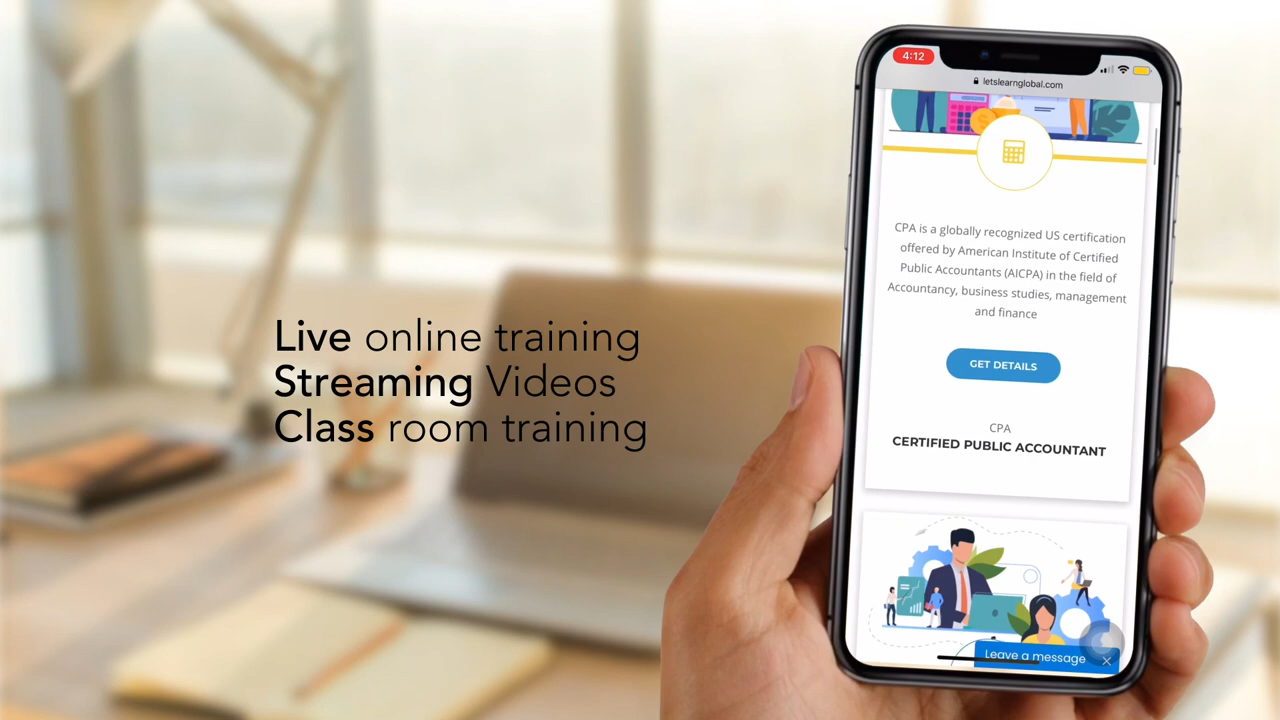 Live online training
Streaming Videos
Class room training
4:12
letslearnglobal.com
CPA is a globally recognized US certification
offered by American Institute of Certified
Public Accountants (AICPA) in the field of
Accountancy, business studies, management
and finance
GET DETAILS
CPA
CERTIFIED PUBLIC ACCOUNTANT
Leave a message